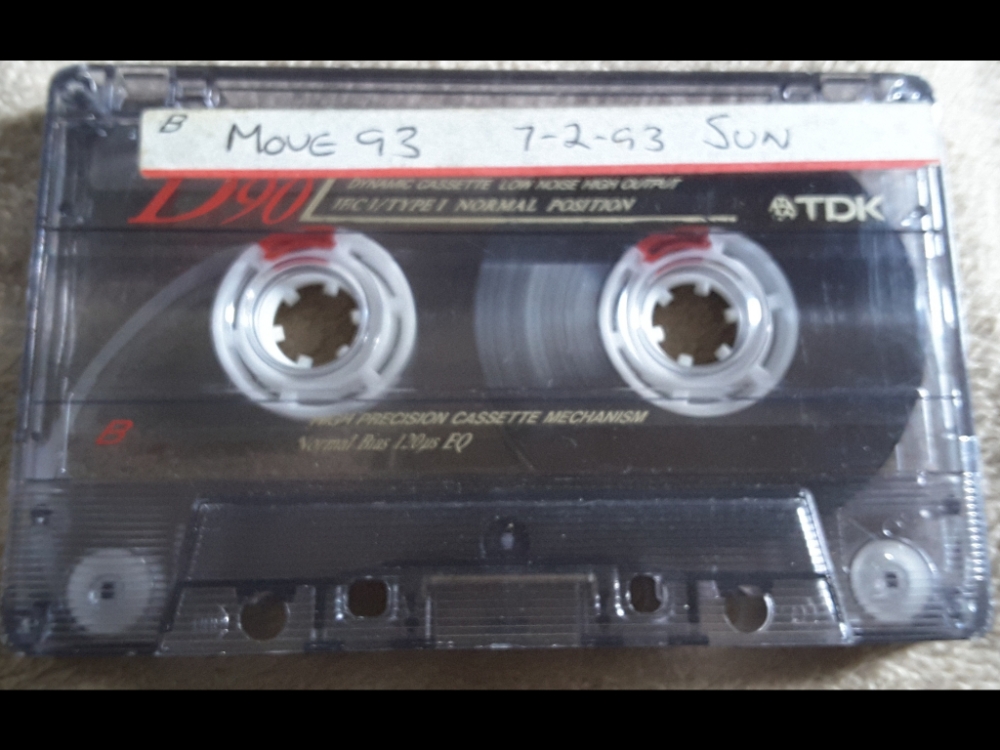 B MOVE 93 7-2-93 SUN
D90
DYNAMIC CASSETTE LOW NOISE HIGH OUTPUT
IEC I/TYPE I NORMAL POSITION
TDK
B
HIGH PRECISION CASSETTE MECHANISM
Normal Bias 120µs EQ